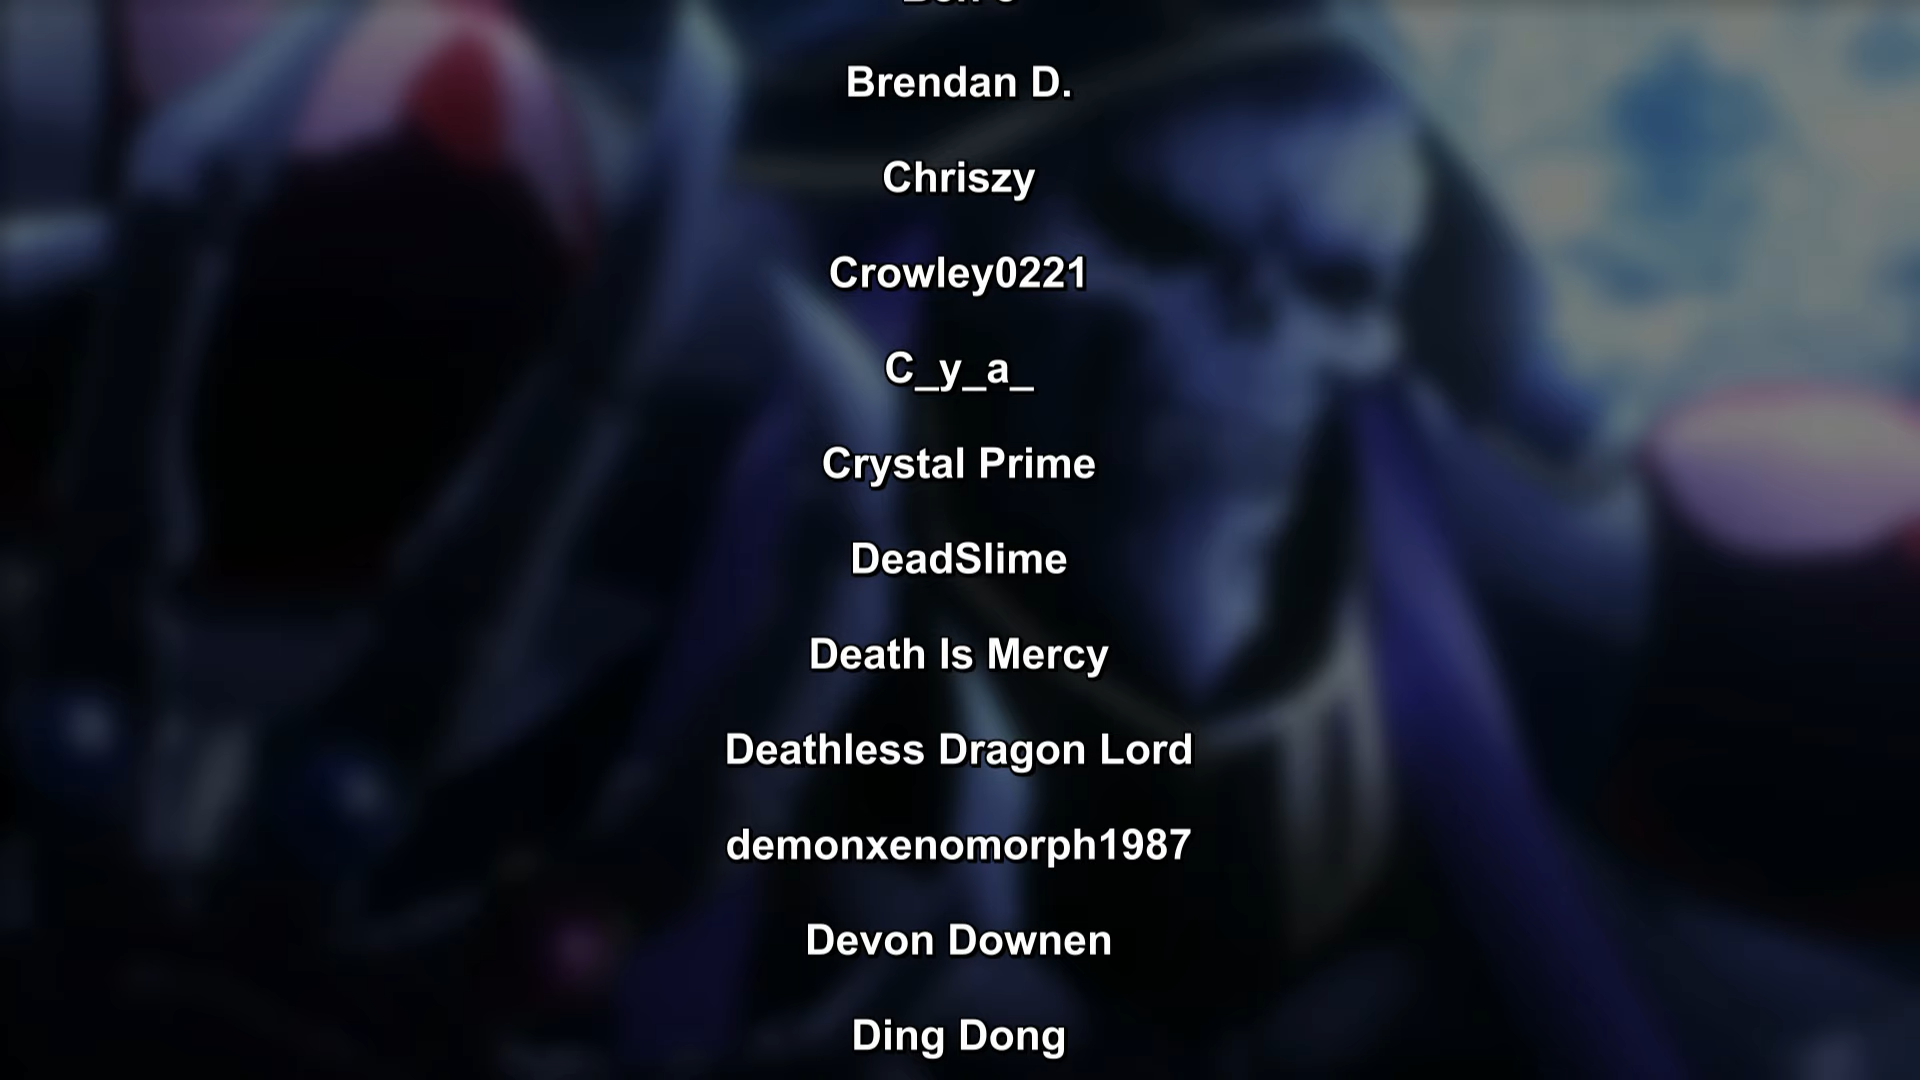 Brendan D.
Chriszy
Crowley0221
C_y_a_
Crystal Prime
DeadSlime
Death Is Mercy
Deathless Dragon Lord
demonxenomorph1987
Devon Downen
Ding Dong